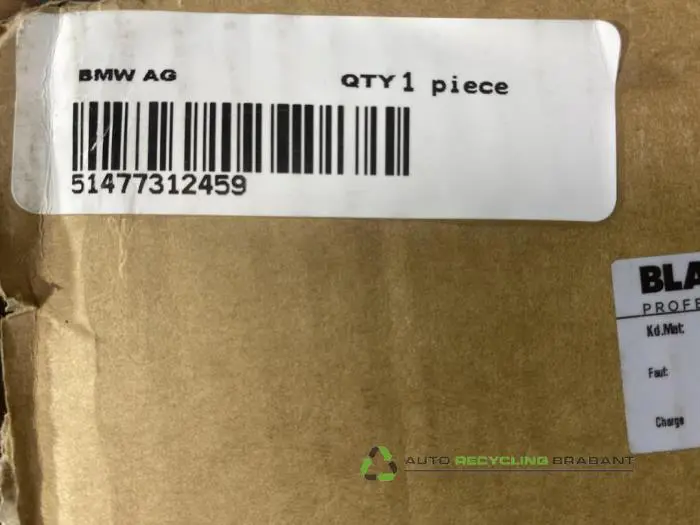 BMW AG QTY 1 piece
51477312459
BLA
PROFE
Kd.Mat:
Faut:
Charge
AUTO RECYCLING BRABANT